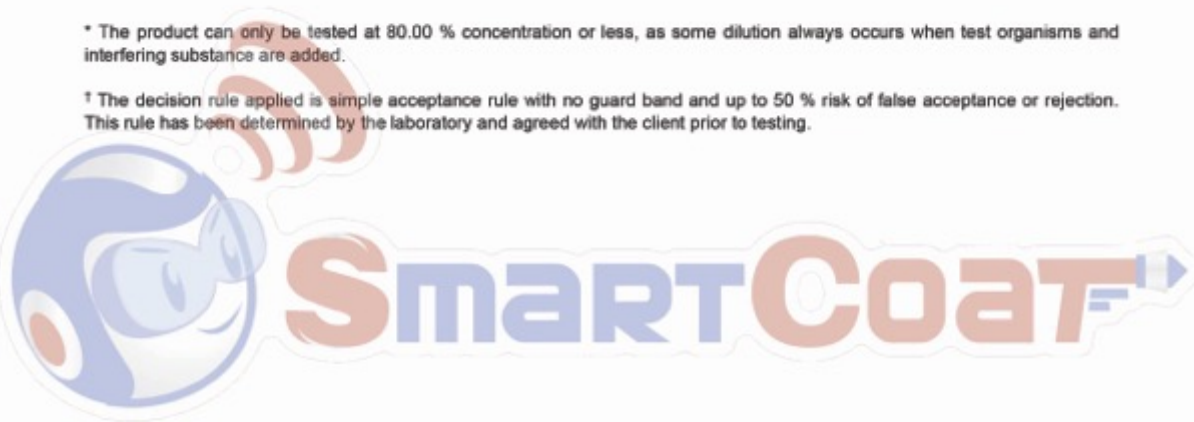 * The product can only be tested at 80.00 % concentration or less, as some dilution always occurs when test organisms and
interfering substance are added.
† The decision rule applied is simple acceptance rule with no guard band and up to 50 % risk of false acceptance or rejection.
This rule has been determined by the laboratory and agreed with the client prior to testing.
SmartCoat